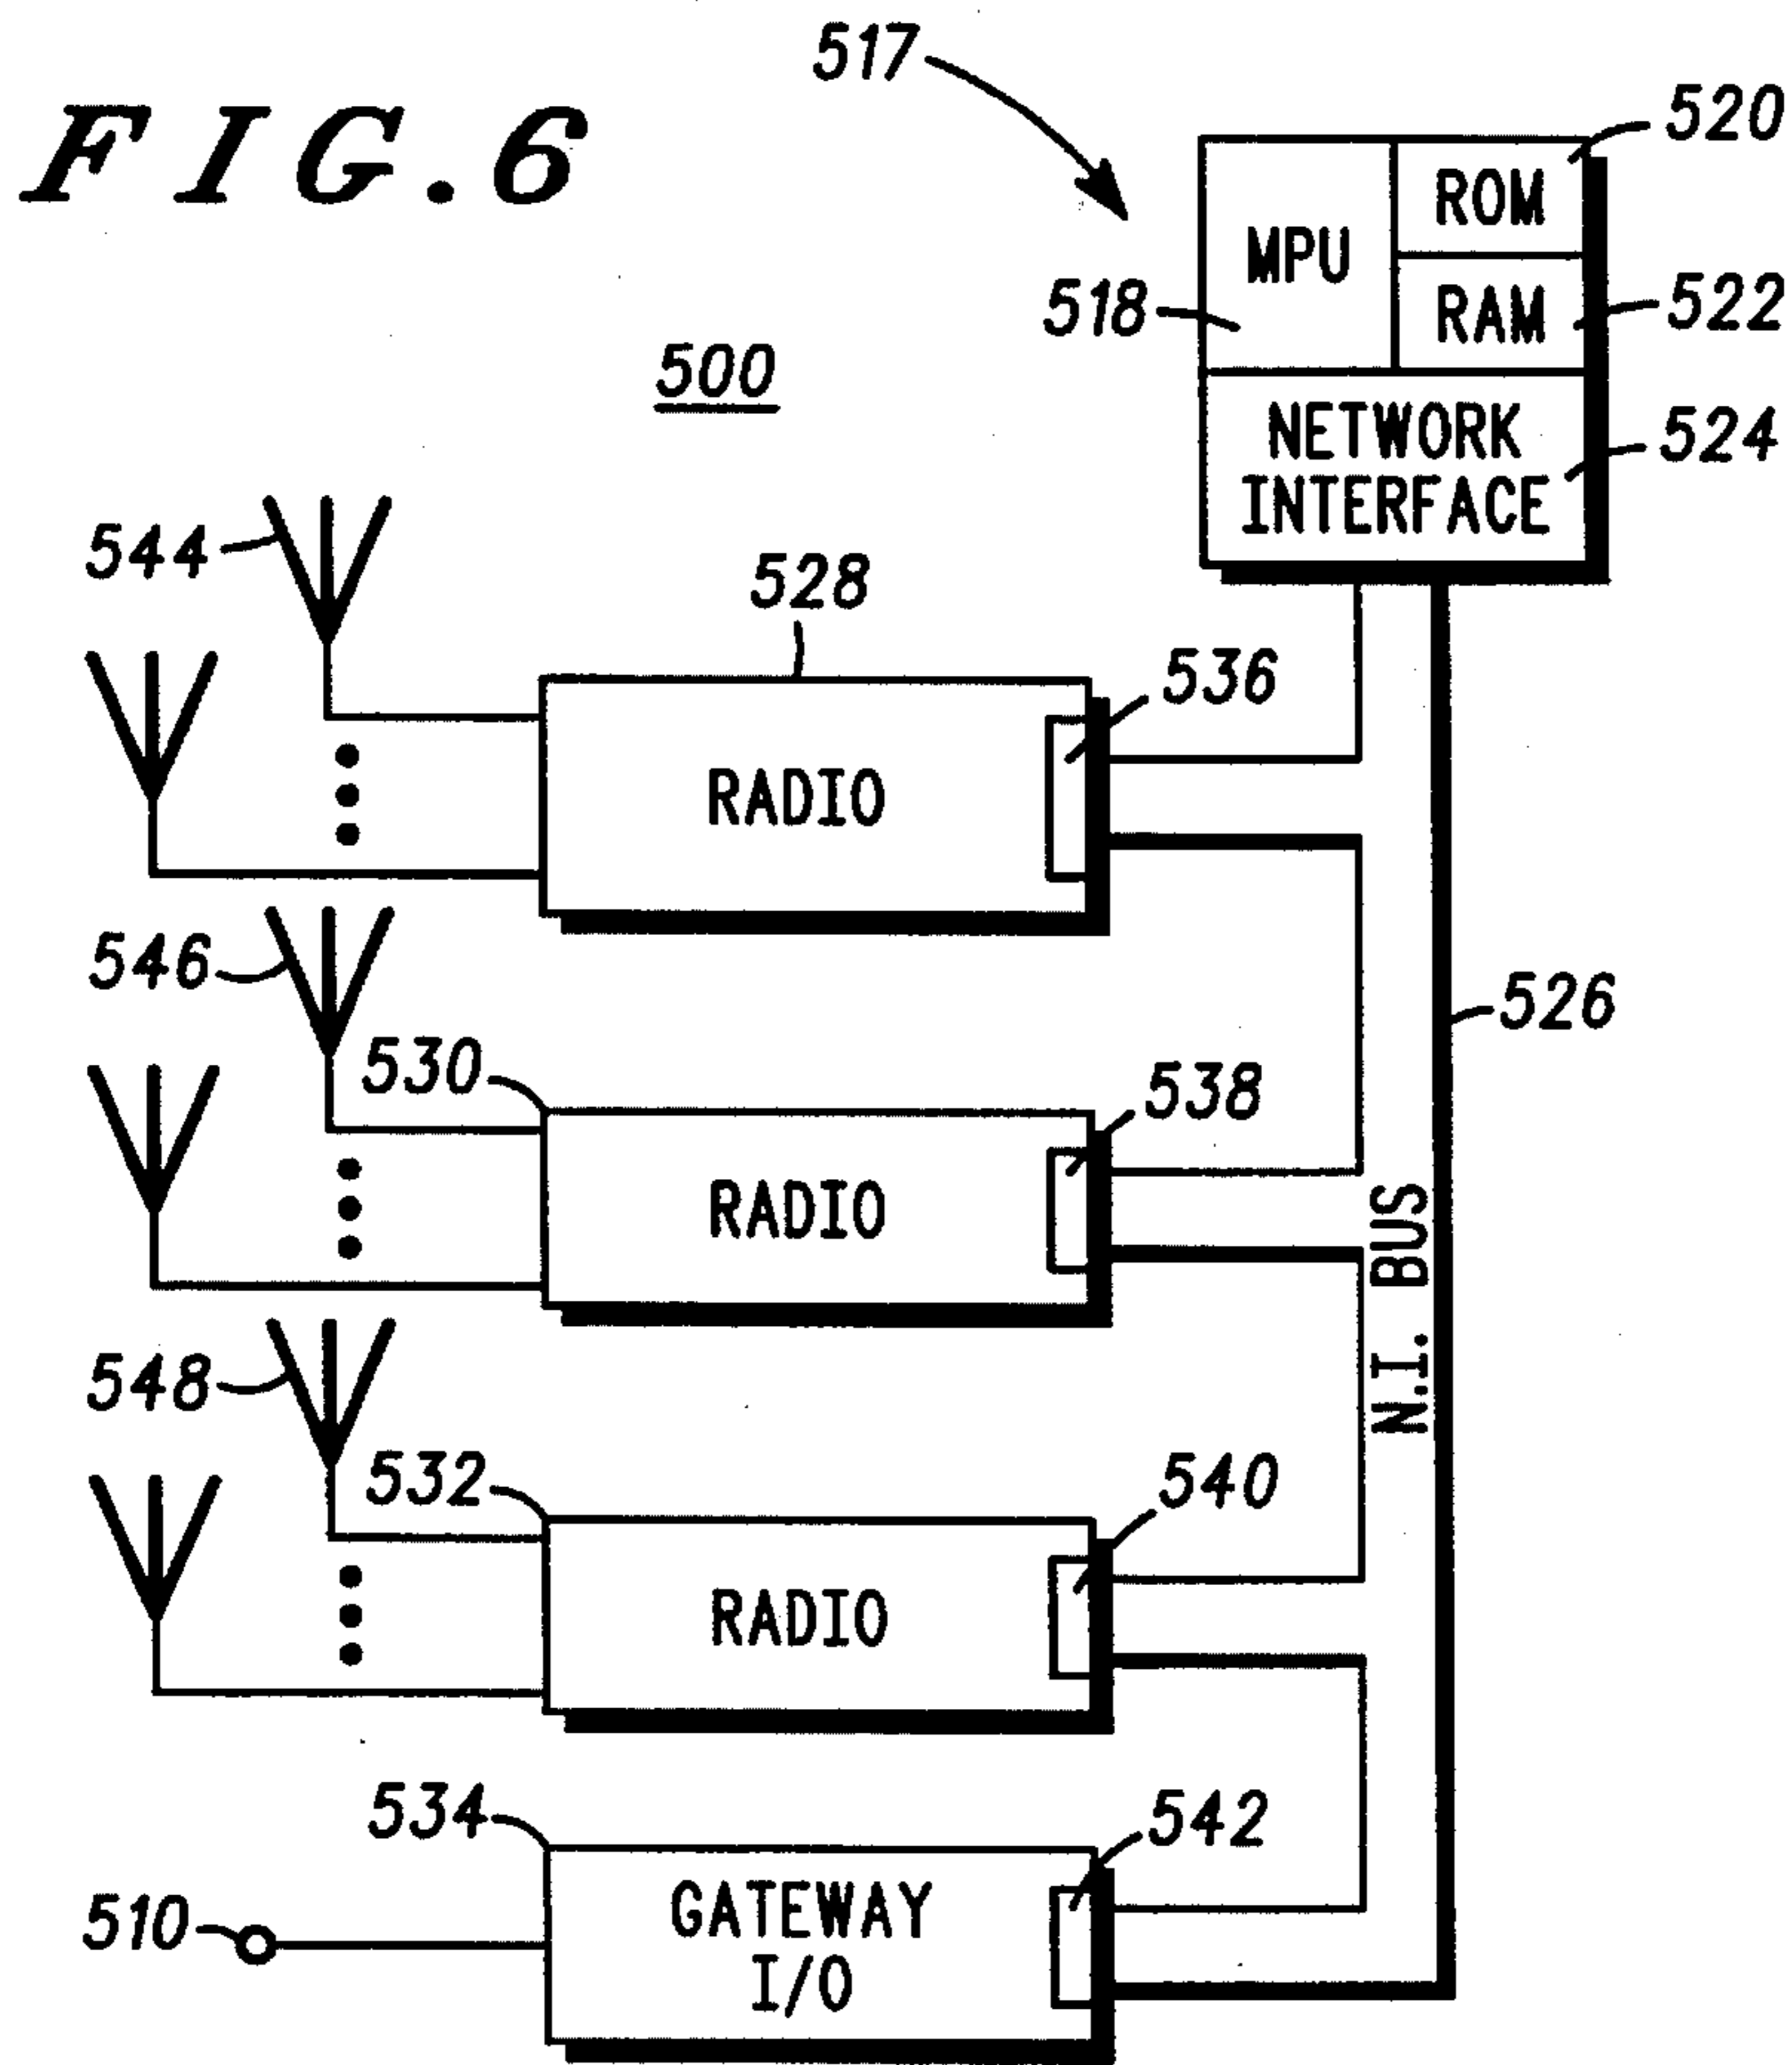 FIG.6
517
520
MPU
ROM
518
RAM
522
500
NETWORK
INTERFACE
524
544
528
536
RADIO
546
526
530
538
RADIO
N.I. BUS
548
532
540
RADIO
534
542
510
GATEWAY
I/O